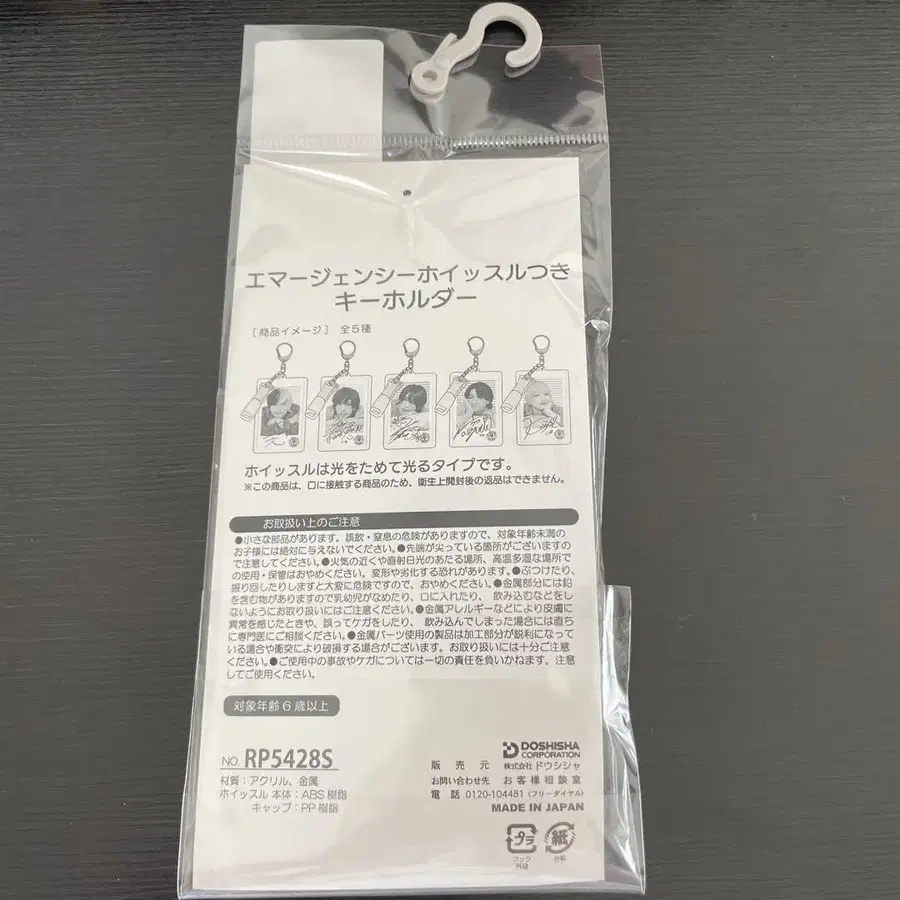 エマージェンシーホイッスルつき
キーホルダー
[商品イメージ] 全5種
ホイッスルは光をためて光るタイプです。
※この商品は、口に接触する商品のため、衛生上開封後の返品はできません。
お取扱い上のご注意
●小さな部品があります。誤飲・窒息の危険がありますので、対象年齢未満の
お子様には絶対に与えないでください。●先端が尖っている箇所がございますの
で注意してください。●火気の近くや直射日光のあたる場所、高温多湿な場所で
の使用・保管はおやめください。変形や劣化する恐れがあります。●ぶつけたり、
振り回したりしますと大変に危険ですので、おやめください。●金属部分には鉛
を含む物がありますので乳幼児がなめたり、口に入れたり、飲み込むなどをし
ないようにお取り扱いにはご注意ください。●金属アレルギーなどにより皮膚に
異常を感じたときや、誤ってケガをしたり、飲み込んでしまった場合には直ち
に専門医にご相談ください。●金属パーツ使用の製品は加工部分が鋭利になって
いる場合や衝突により破損する場合がございます。お取り扱いには十分ご注意
ください。●ご使用中の事故やケガについては一切の責任を負いかねます。注意
してご使用ください。
対象年齢6歳以上
NO. RP5428S
材質:アクリル、金属
ホイッスル 本体:ABS樹脂
キャップ:PP樹脂
DOSHISHA
CORPORATION
販売元 株式会社ドウシシャ
お問い合わせ先 お客様相談室
電話 0120-104481 (フリーダイヤル)
MADE IN JAPAN
プラ 紙
フック 台紙
外袋